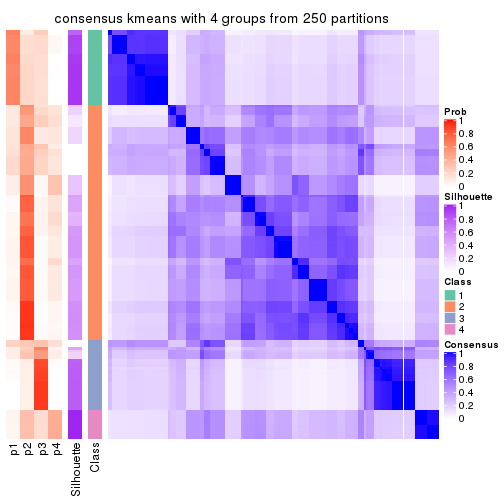 consensus kmeans with 4 groups from 250 partitions
Prob
1
0.8
0.6
0.4
0.2
0
Silhouette
1
0.8
0.6
0.4
0.2
0
Class
1
2
3
4
Consensus
1
0.8
0.6
0.4
0.2
0
p1
p2
p3
p4
Silhouette
Class